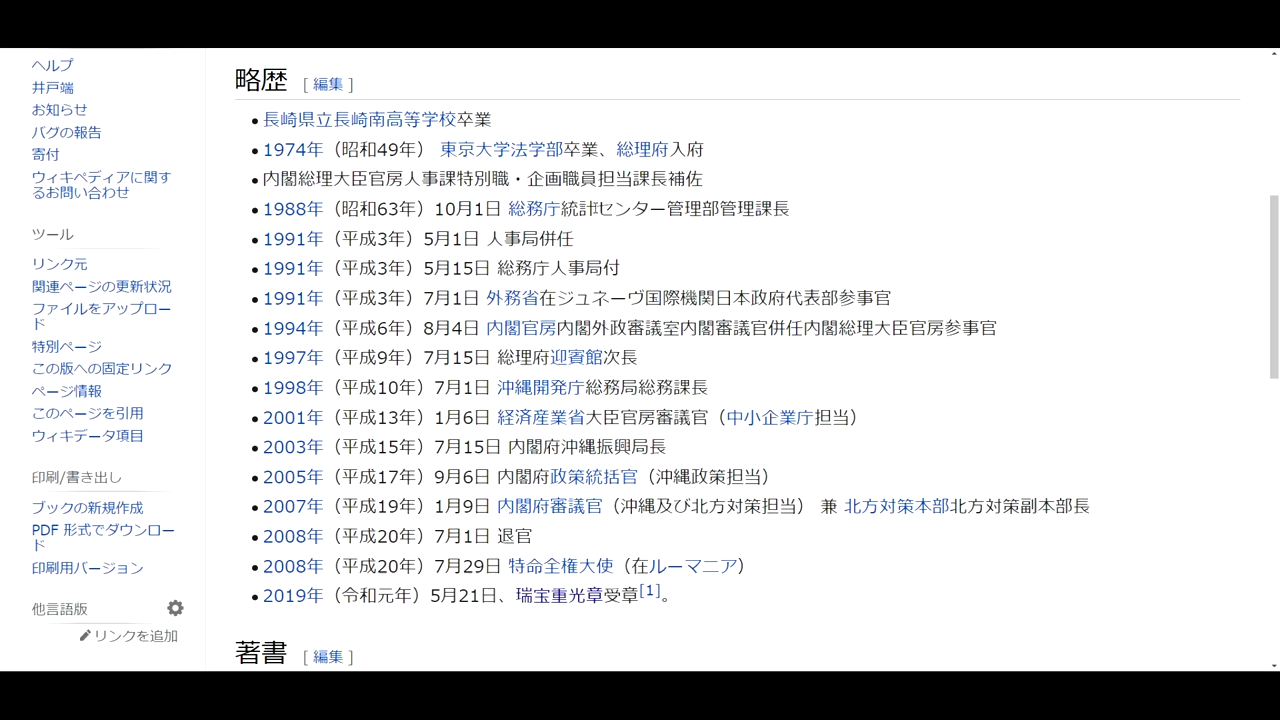 ヘルプ
井戸端
お知らせ
バグの報告
寄付
ウィキペディアに関す
るお問い合わせ
ツール
リンク元
関連ページの更新状況
ファイルをアップロー
ド
特別ページ
この版への固定リンク
ページ情報
このページを引用
ウィキデータ項目
印刷/書き出し
ブックの新規作成
PDF 形式でダウンロー
ド
印刷用バージョン
他言語版
リンクを追加
略歴 [ 編集 ]
• 長崎県立長崎南高等学校卒業
• 1974年（昭和49年） 東京大学法学部卒業、総理府入府
• 内閣総理大臣官房人事課特別職・企画職員担当課長補佐
• 1988年（昭和63年）10月1日 総務庁統計センター管理部管理課長
• 1991年（平成3年）5月1日 人事局併任
• 1991年（平成3年）5月15日 総務庁人事局付
• 1991年（平成3年）7月1日 外務省在ジュネーヴ国際機関日本政府代表部参事官
• 1994年（平成6年）8月4日 内閣官房内閣外政審議室内閣審議官併任内閣総理大臣官房参事官
• 1997年（平成9年）7月15日 総理府迎賓館次長
• 1998年（平成10年）7月1日 沖縄開発庁総務局総務課長
• 2001年（平成13年）1月6日 経済産業省大臣官房審議官（中小企業庁担当）
• 2003年（平成15年）7月15日 内閣府沖縄振興局長
• 2005年（平成17年）9月6日 内閣府政策統括官（沖縄政策担当）
• 2007年（平成19年）1月9日 内閣府審議官（沖縄及び北方対策担当） 兼 北方対策本部北方対策副本部長
• 2008年（平成20年）7月1日 退官
• 2008年（平成20年）7月29日 特命全権大使（在ルーマニア）
• 2019年（令和元年）5月21日、瑞宝重光章受章[1]。
著書 [ 編集 ]